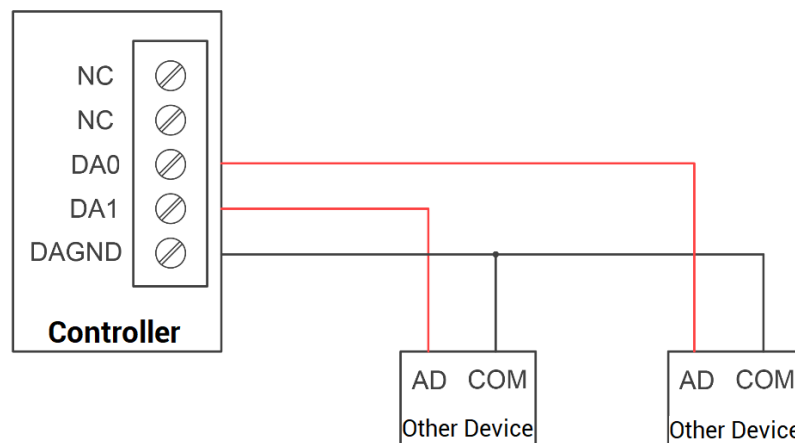 NC
NC
DA0
DA1
DAGND
Controller
AD COM
Other Device
AD COM
Other Device